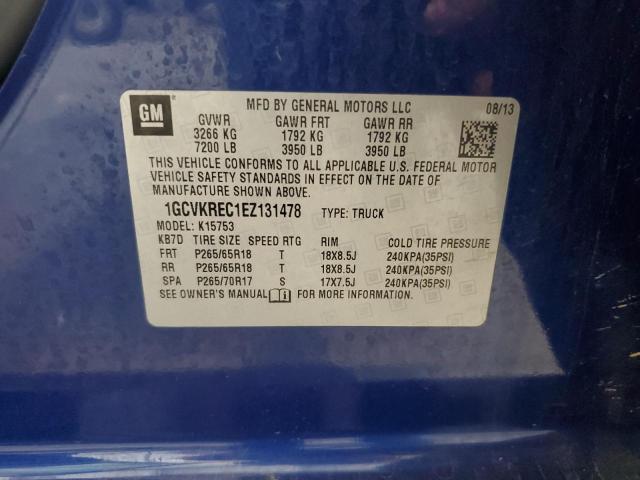 GM
MFD BY GENERAL MOTORS LLC 08/13
GVWR GAWR FRT GAWR RR
3266 KG 1792 KG 1792 KG
7200 LB 3950 LB 3950 LB
THIS VEHICLE CONFORMS TO ALL APPLICABLE U.S. FEDERAL MOTOR
VEHICLE SAFETY STANDARDS IN EFFECT ON THE DATE OF MANUFACTURE
SHOWN ABOVE.
1GCVKREC1EZ131478 TYPE: TRUCK
MODEL: K15753
KB7D TIRE SIZE SPEED RTG RIM COLD TIRE PRESSURE
FRT P265/65R18 T 18X8.5J 240KPA(35PSI)
RR P265/65R18 T 18X8.5J 240KPA(35PSI)
SPA P265/70R17 S 17X7.5J 240KPA(35PSI)
SEE OWNER'S MANUAL FOR MORE INFORMATION.